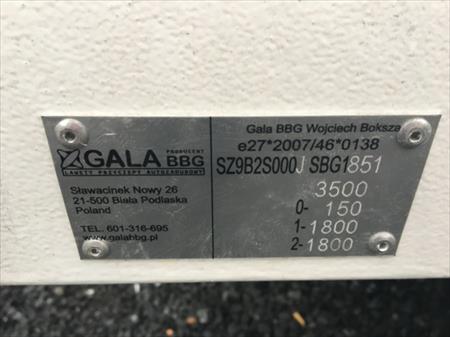 PRODUCENT
GALA BBG
LAWETY PRZYCZEPY AUTOZABUDOWY
Sławacinek Nowy 26
21-500 Biała Podlaska
Poland
TEL. 601-316-695
www.galabbg.pl
Gala BBG Wojciech Boksza
e27*2007/46*0138
SZ9B2S000J SBG1851
3500
0- 150
1-1800
2-1800